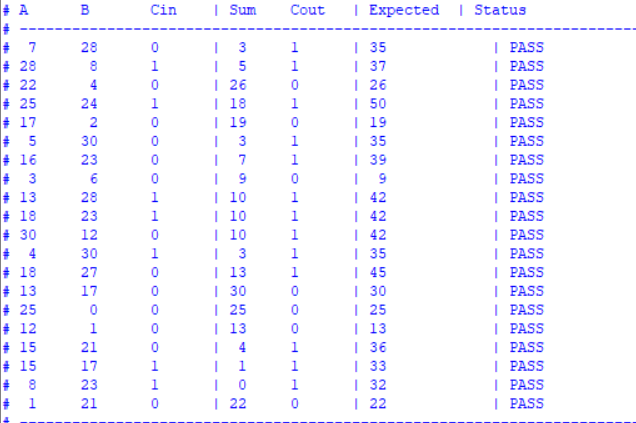 # A B Cin | Sum Cout | Expected | Status
# ----------------------------------------------------------------------
# 7 28 0 | 3 1 | 35 | PASS
# 28 8 1 | 5 1 | 37 | PASS
# 22 4 0 | 26 0 | 26 | PASS
# 25 24 1 | 18 1 | 50 | PASS
# 17 2 0 | 19 0 | 19 | PASS
# 5 30 0 | 3 1 | 35 | PASS
# 16 23 0 | 7 1 | 39 | PASS
# 3 6 0 | 9 0 | 9 | PASS
# 13 28 1 | 10 1 | 42 | PASS
# 18 23 1 | 10 1 | 42 | PASS
# 30 12 0 | 10 1 | 42 | PASS
# 4 30 1 | 3 1 | 35 | PASS
# 18 27 0 | 13 1 | 45 | PASS
# 13 17 0 | 30 0 | 30 | PASS
# 25 0 0 | 25 0 | 25 | PASS
# 12 1 0 | 13 0 | 13 | PASS
# 15 21 0 | 4 1 | 36 | PASS
# 15 17 1 | 1 1 | 33 | PASS
# 8 23 1 | 0 1 | 32 | PASS
# 1 21 0 | 22 0 | 22 | PASS
# ----------------------------------------------------------------------